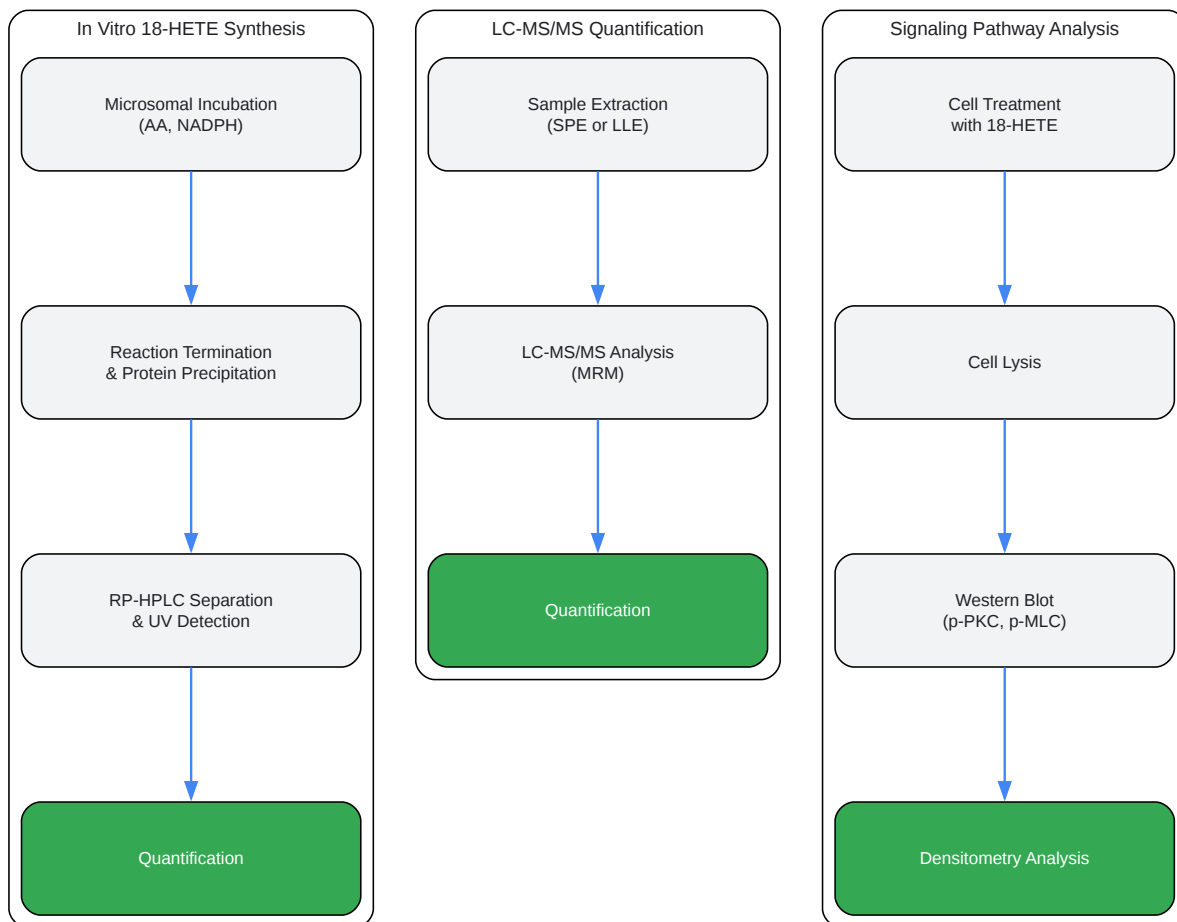 In Vitro 18-HETE Synthesis
Microsomal Incubation
(AA, NADPH)
Reaction Termination
& Protein Precipitation
RP-HPLC Separation
& UV Detection
Quantification
LC-MS/MS Quantification
Sample Extraction
(SPE or LLE)
LC-MS/MS Analysis
(MRM)
Quantification
Signaling Pathway Analysis
Cell Treatment
with 18-HETE
Cell Lysis
Western Blot
(p-PKC, p-MLC)
Densitometry Analysis